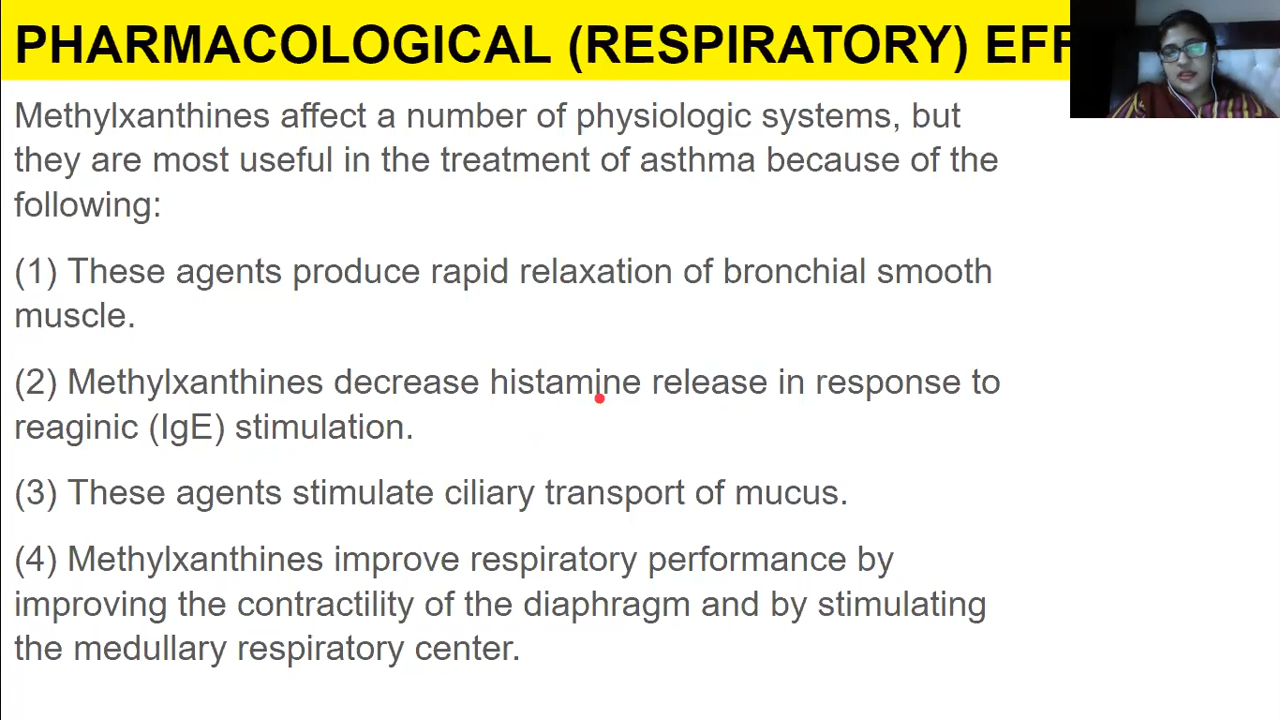 PHARMACOLOGICAL (RESPIRATORY) EFF
Methylxanthines affect a number of physiologic systems, but
they are most useful in the treatment of asthma because of the
following:
(1) These agents produce rapid relaxation of bronchial smooth
muscle.
(2) Methylxanthines decrease histamine release in response to
reaginic (IgE) stimulation.
(3) These agents stimulate ciliary transport of mucus.
(4) Methylxanthines improve respiratory performance by
improving the contractility of the diaphragm and by stimulating
the medullary respiratory center.